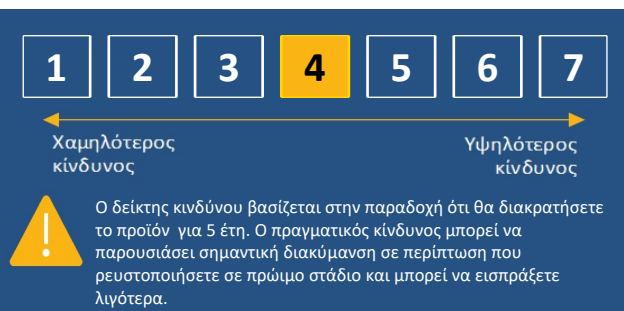 1 2 3 4 5 6 7
Χαμηλότερος Υψηλότερος
κίνδυνος κίνδυνος
Ο δείκτης κινδύνου βασίζεται στην παραδοχή ότι θα διακρατήσετε
το προϊόν για 5 έτη. Ο πραγματικός κίνδυνος μπορεί να
παρουσιάσει σημαντική διακύμανση σε περίπτωση που
ρευστοποιήσετε σε πρώιμο στάδιο και μπορεί να εισπράξετε
λιγότερα.